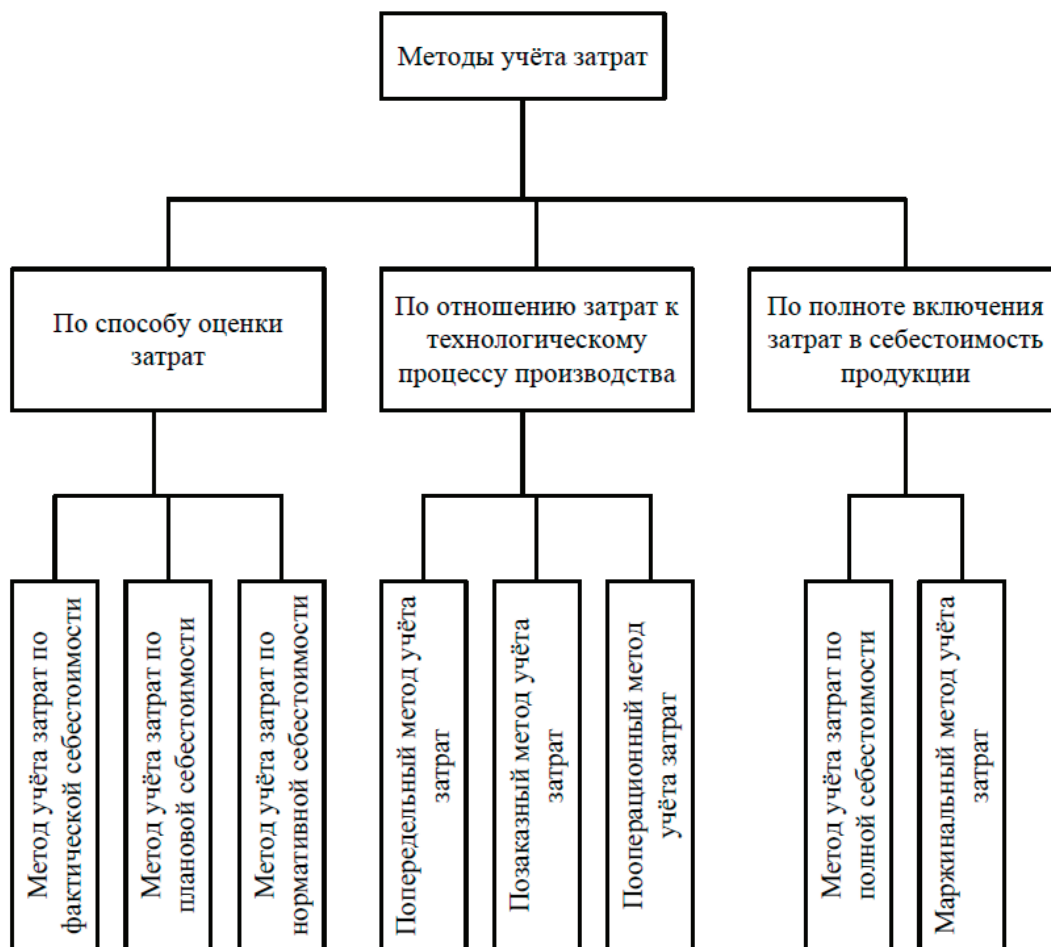 Методы учёта затрат
По способу оценки
затрат
По отношению затрат к
технологическому
процессу производства
По полноте включения
затрат в себестоимость
продукции
Метод учёта затрат по
фактической себестоимости
Метод учёта затрат по
плановой себестоимости
Метод учёта затрат по
нормативной себестоимости
Попередельный метод учёта
затрат
Позаказный метод учёта
затрат
Пооперационный метод
учёта затрат
Метод учёта затрат по
полной себестоимости
Маржинальный метод учёта
затрат